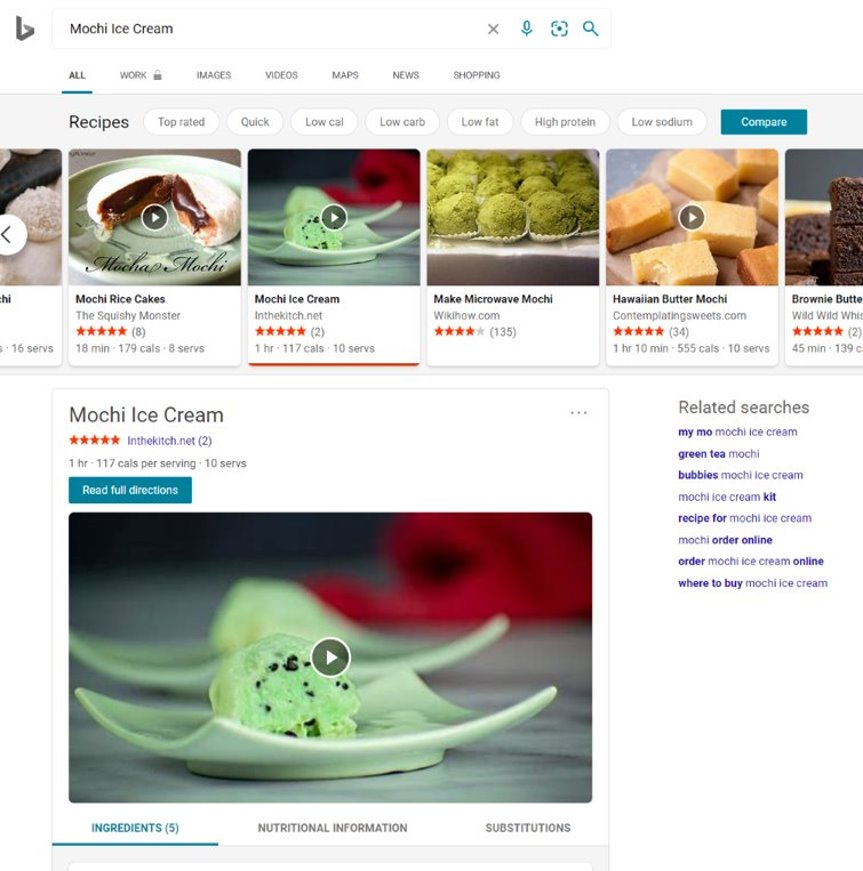 Mochi Ice Cream
ALL WORK IMAGES VIDEOS MAPS NEWS SHOPPING
Recipes Top rated Quick Low cal Low carb Low fat High protein Low sodium Compare
Mocha Mochi
chi
s · 16 servs
Mochi Rice Cakes
The Squishy Monster
(8)
18 min · 179 cals · 8 servs
Mochi Ice Cream
Inthekitch.net
(2)
1 hr · 117 cals · 10 servs
Make Microwave Mochi
Wikihow.com
(135)
Hawaiian Butter Mochi
Contemplatingsweets.com
(34)
1 hr 10 min · 555 cals · 10 servs
Brownie Butte
Wild Wild Whis
(2)
45 min · 139 c
Mochi Ice Cream
Inthekitch.net (2)
1 hr · 117 cals per serving · 10 servs
Read full directions
INGREDIENTS (5) NUTRITIONAL INFORMATION SUBSTITUTIONS
Related searches
my mo mochi ice cream
green tea mochi
bubbies mochi ice cream
mochi ice cream kit
recipe for mochi ice cream
mochi order online
order mochi ice cream online
where to buy mochi ice cream